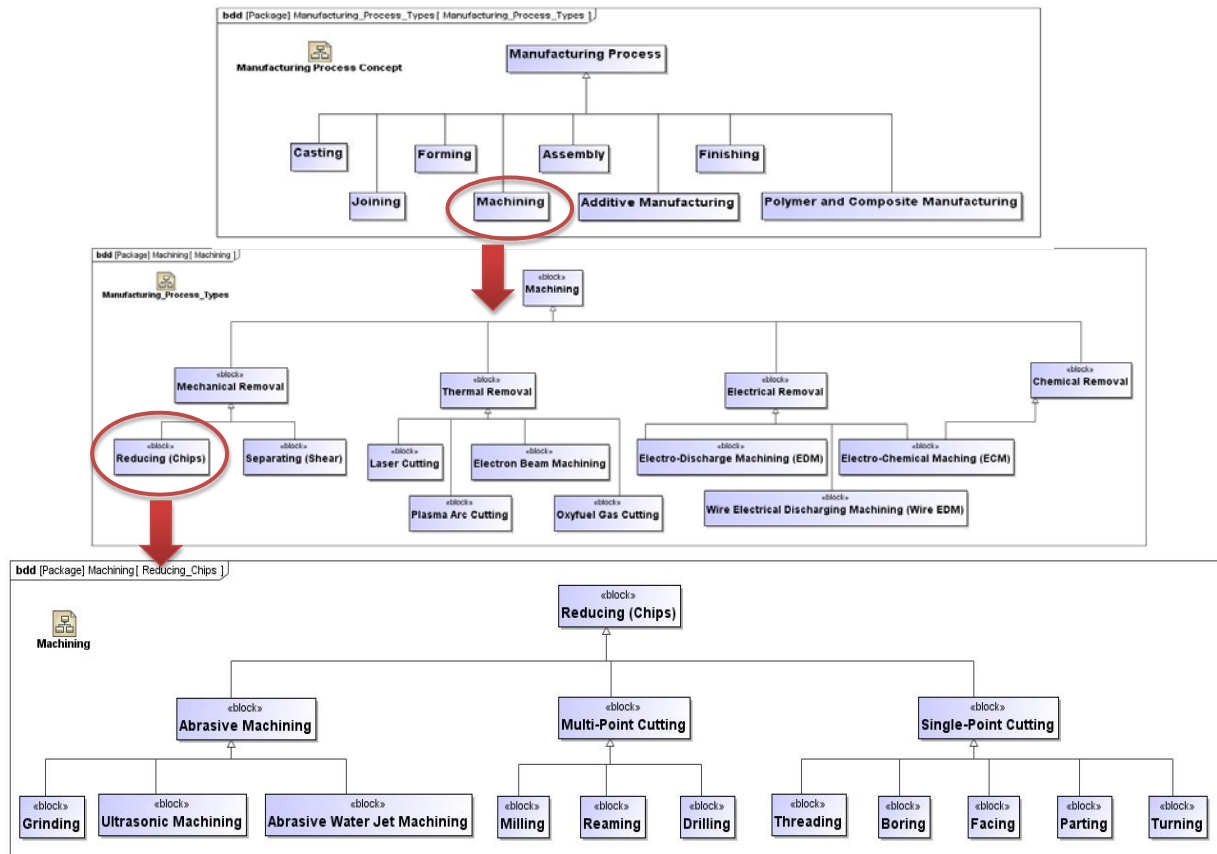 bdd [Package] Manufacturing_Process_Types[ Manufacturing_Process_Types ]
Manufacturing Process Concept
Manufacturing Process
Casting
Forming
Assembly
Finishing
Joining
Machining
Additive Manufacturing
Polymer and Composite Manufacturing
bdd [Package] Machining[ Machining ]
Manufacturing_Process_Types
«block»
Machining
«block»
Mechanical Removal
«block»
Thermal Removal
«block»
Electrical Removal
«block»
Chemical Removal
«block»
Reducing (Chips)
«block»
Separating (Shear)
«block»
Laser Cutting
«block»
Electron Beam Machining
«block»
Electro-Discharge Machining (EDM)
«block»
Electro-Chemical Maching (ECM)
«block»
Plasma Arc Cutting
«block»
Oxyfuel Gas Cutting
«block»
Wire Electrical Discharging Machining (Wire EDM)
bdd [Package] Machining[ Reducing_Chips ]
Machining
«block»
Reducing (Chips)
«block»
Abrasive Machining
«block»
Multi-Point Cutting
«block»
Single-Point Cutting
«block»
Grinding
«block»
Ultrasonic Machining
«block»
Abrasive Water Jet Machining
«block»
Milling
«block»
Reaming
«block»
Drilling
«block»
Threading
«block»
Boring
«block»
Facing
«block»
Parting
«block»
Turning